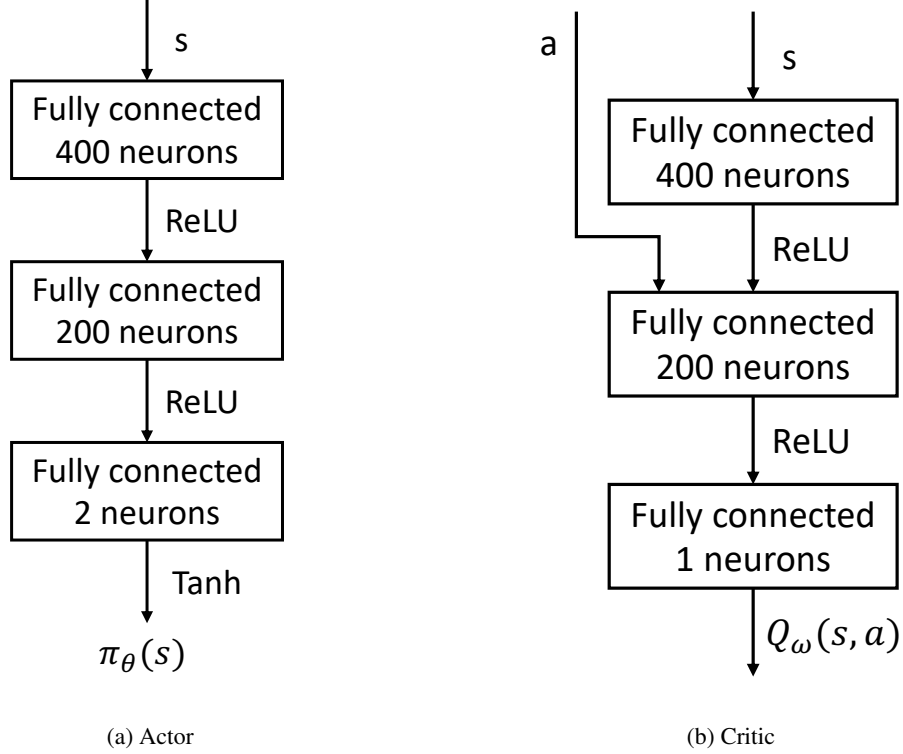 s
Fully connected
400 neurons
ReLU
Fully connected
200 neurons
ReLU
Fully connected
2 neurons
Tanh
π_θ(s)
(a) Actor
a
s
Fully connected
400 neurons
ReLU
Fully connected
200 neurons
ReLU
Fully connected
1 neurons
Q_ω(s, a)
(b) Critic